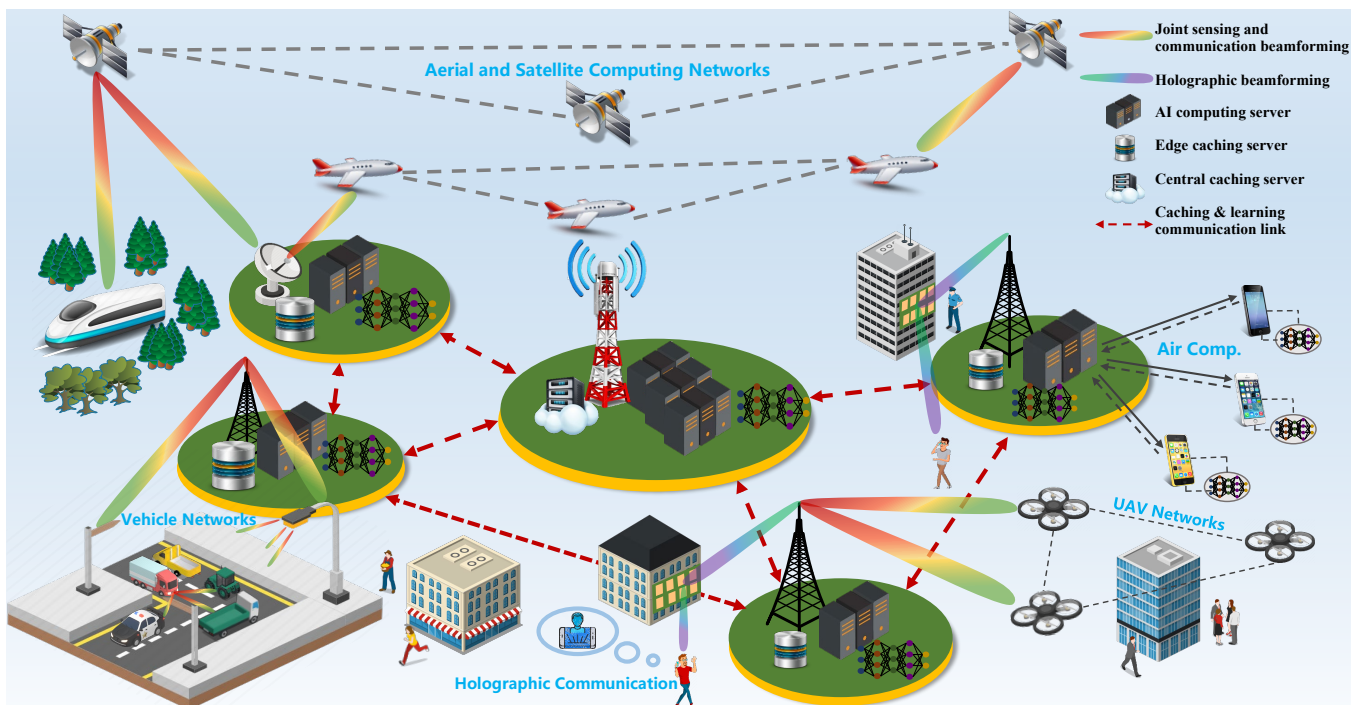 Joint sensing and
communication beamforming
Aerial and Satellite Computing Networks
Holographic beamforming
AI computing server
Edge caching server
Central caching server
Caching & learning
communication link
Air Comp.
Vehicle Networks
UAV Networks
Holographic Communication